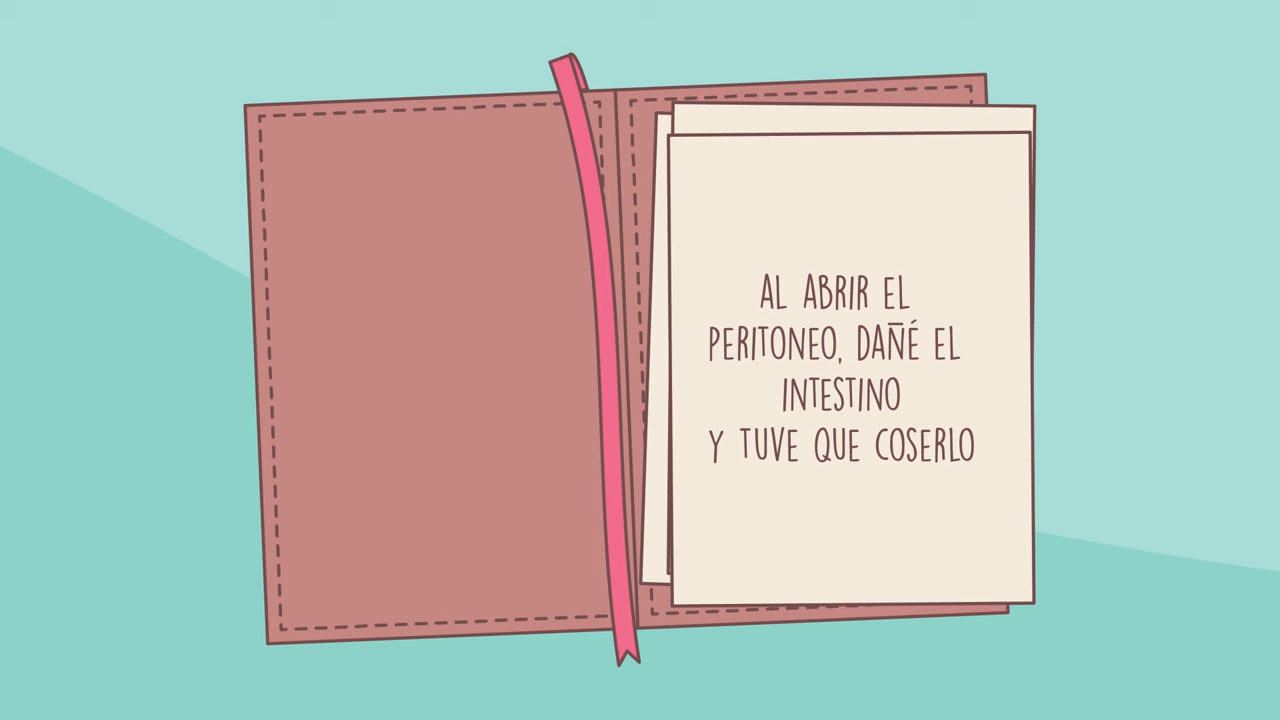 AL ABRIR EL
PERITONEO, DAÑÉ EL
INTESTINO
Y TUVE QUE COSERLO